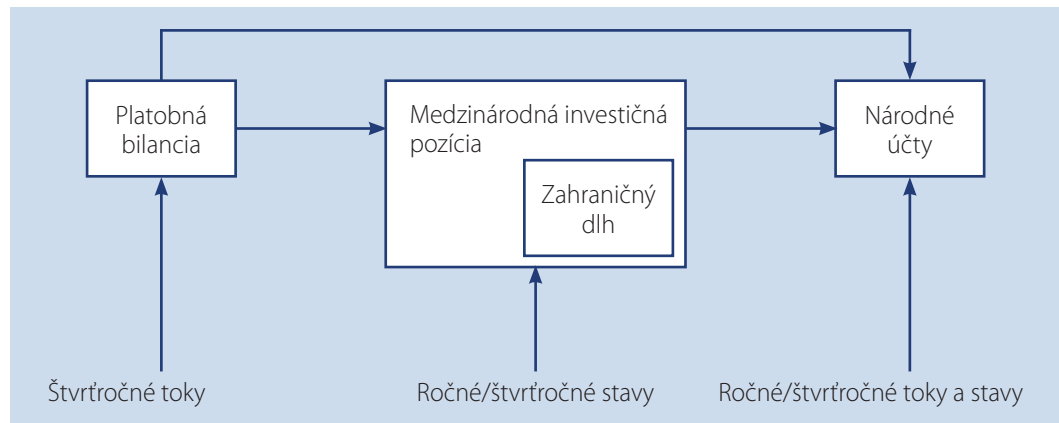 Platobná
bilancia
Medzinárodná investičná
pozícia
Zahraničný
dlh
Národné
účty
Štvrťročné toky
Ročné/štvrťročné stavy
Ročné/štvrťročné toky a stavy